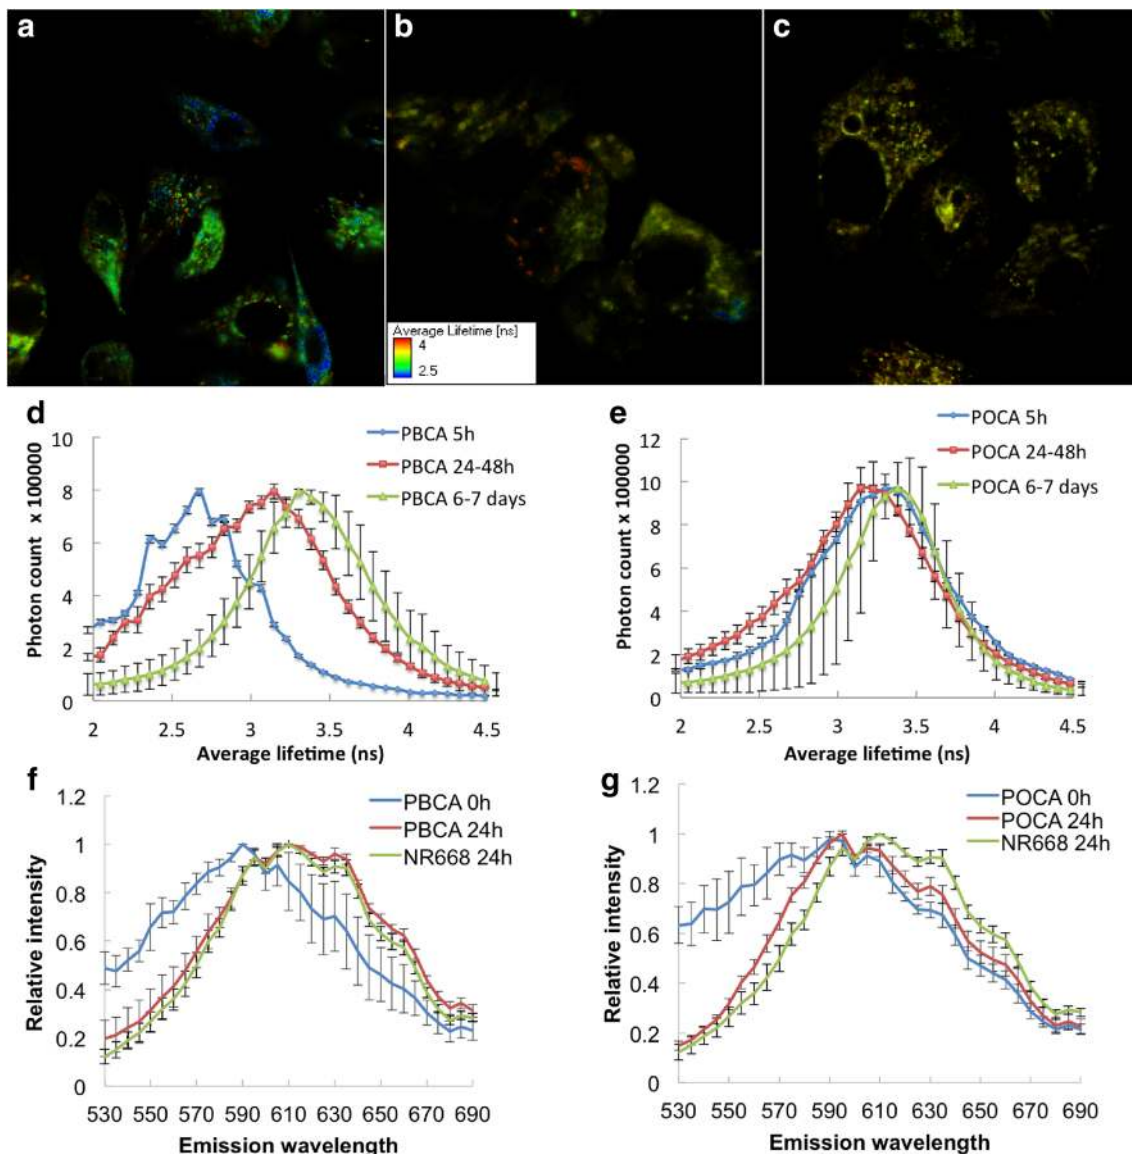 a
b
c
Average Lifetime [ns]
4
2.5
d
PBCA 5h
PBCA 24-48h
PBCA 6-7 days
Photon count x 100000
10
8
6
4
2
0
2 2.5 3 3.5 4 4.5
Average lifetime (ns)
e
POCA 5h
POCA 24-48h
POCA 6-7 days
Photon count x 100000
12
10
8
6
4
2
0
2 2.5 3 3.5 4 4.5
Average lifetime (ns)
f
PBCA 0h
PBCA 24h
NR668 24h
Relative intensity
1.2
1
0.8
0.6
0.4
0.2
0
530 550 570 590 610 630 650 670 690
Emission wavelength
g
POCA 0h
POCA 24h
NR668 24h
Relative intensity
1.2
1
0.8
0.6
0.4
0.2
0
530 550 570 590 610 630 650 670 690
Emission wavelength